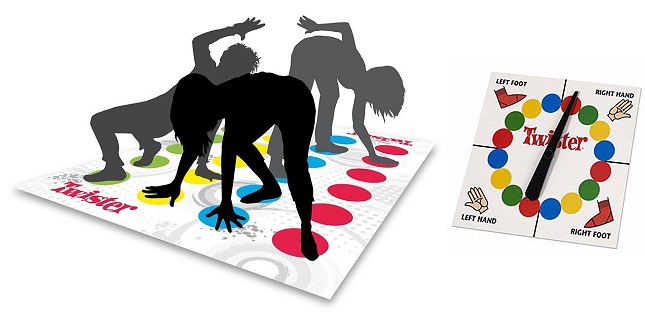 Twister
Twister
LEFT FOOT
RIGHT HAND
Twister
LEFT HAND
RIGHT FOOT